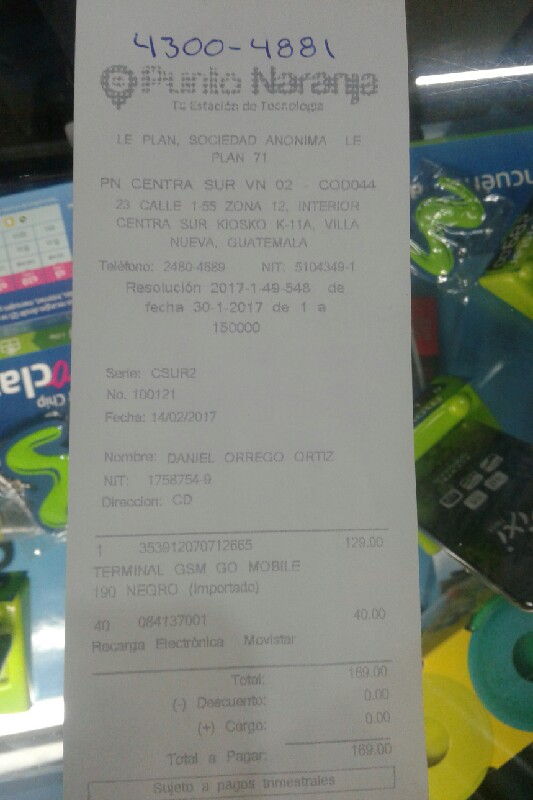 4300-4881
Punto Naranja
Tu Estación de Tecnología
LE PLAN, SOCIEDAD ANONIMA LE
PLAN 71
PN CENTRA SUR VN 02 - COD044
23 CALLE 1-55 ZONA 12, INTERIOR
CENTRA SUR KIOSKO K-11A, VILLA
NUEVA, GUATEMALA
Teléfono: 2480-4689 NIT: 5104349-1
Resolución 2017-1-49-548 de
fecha 30-1-2017 de 1 a
150000
Serie: CSUR2
No. 100121
Fecha: 14/02/2017
Nombre: DANIEL ORREGO ORTIZ
NIT: 1758754-9
Direccion: CD
1 353912070712665 129.00
TERMINAL GSM GO MOBILE
190 NEGRO (Importado)
40 084137001 40.00
Recarga Electrónica Movistar
Total: 169.00
(-) Descuento: 0.00
(+) Cargo: 0.00
Total a Pagar: 169.00
Sujeto a pagos trimestrales
Chip